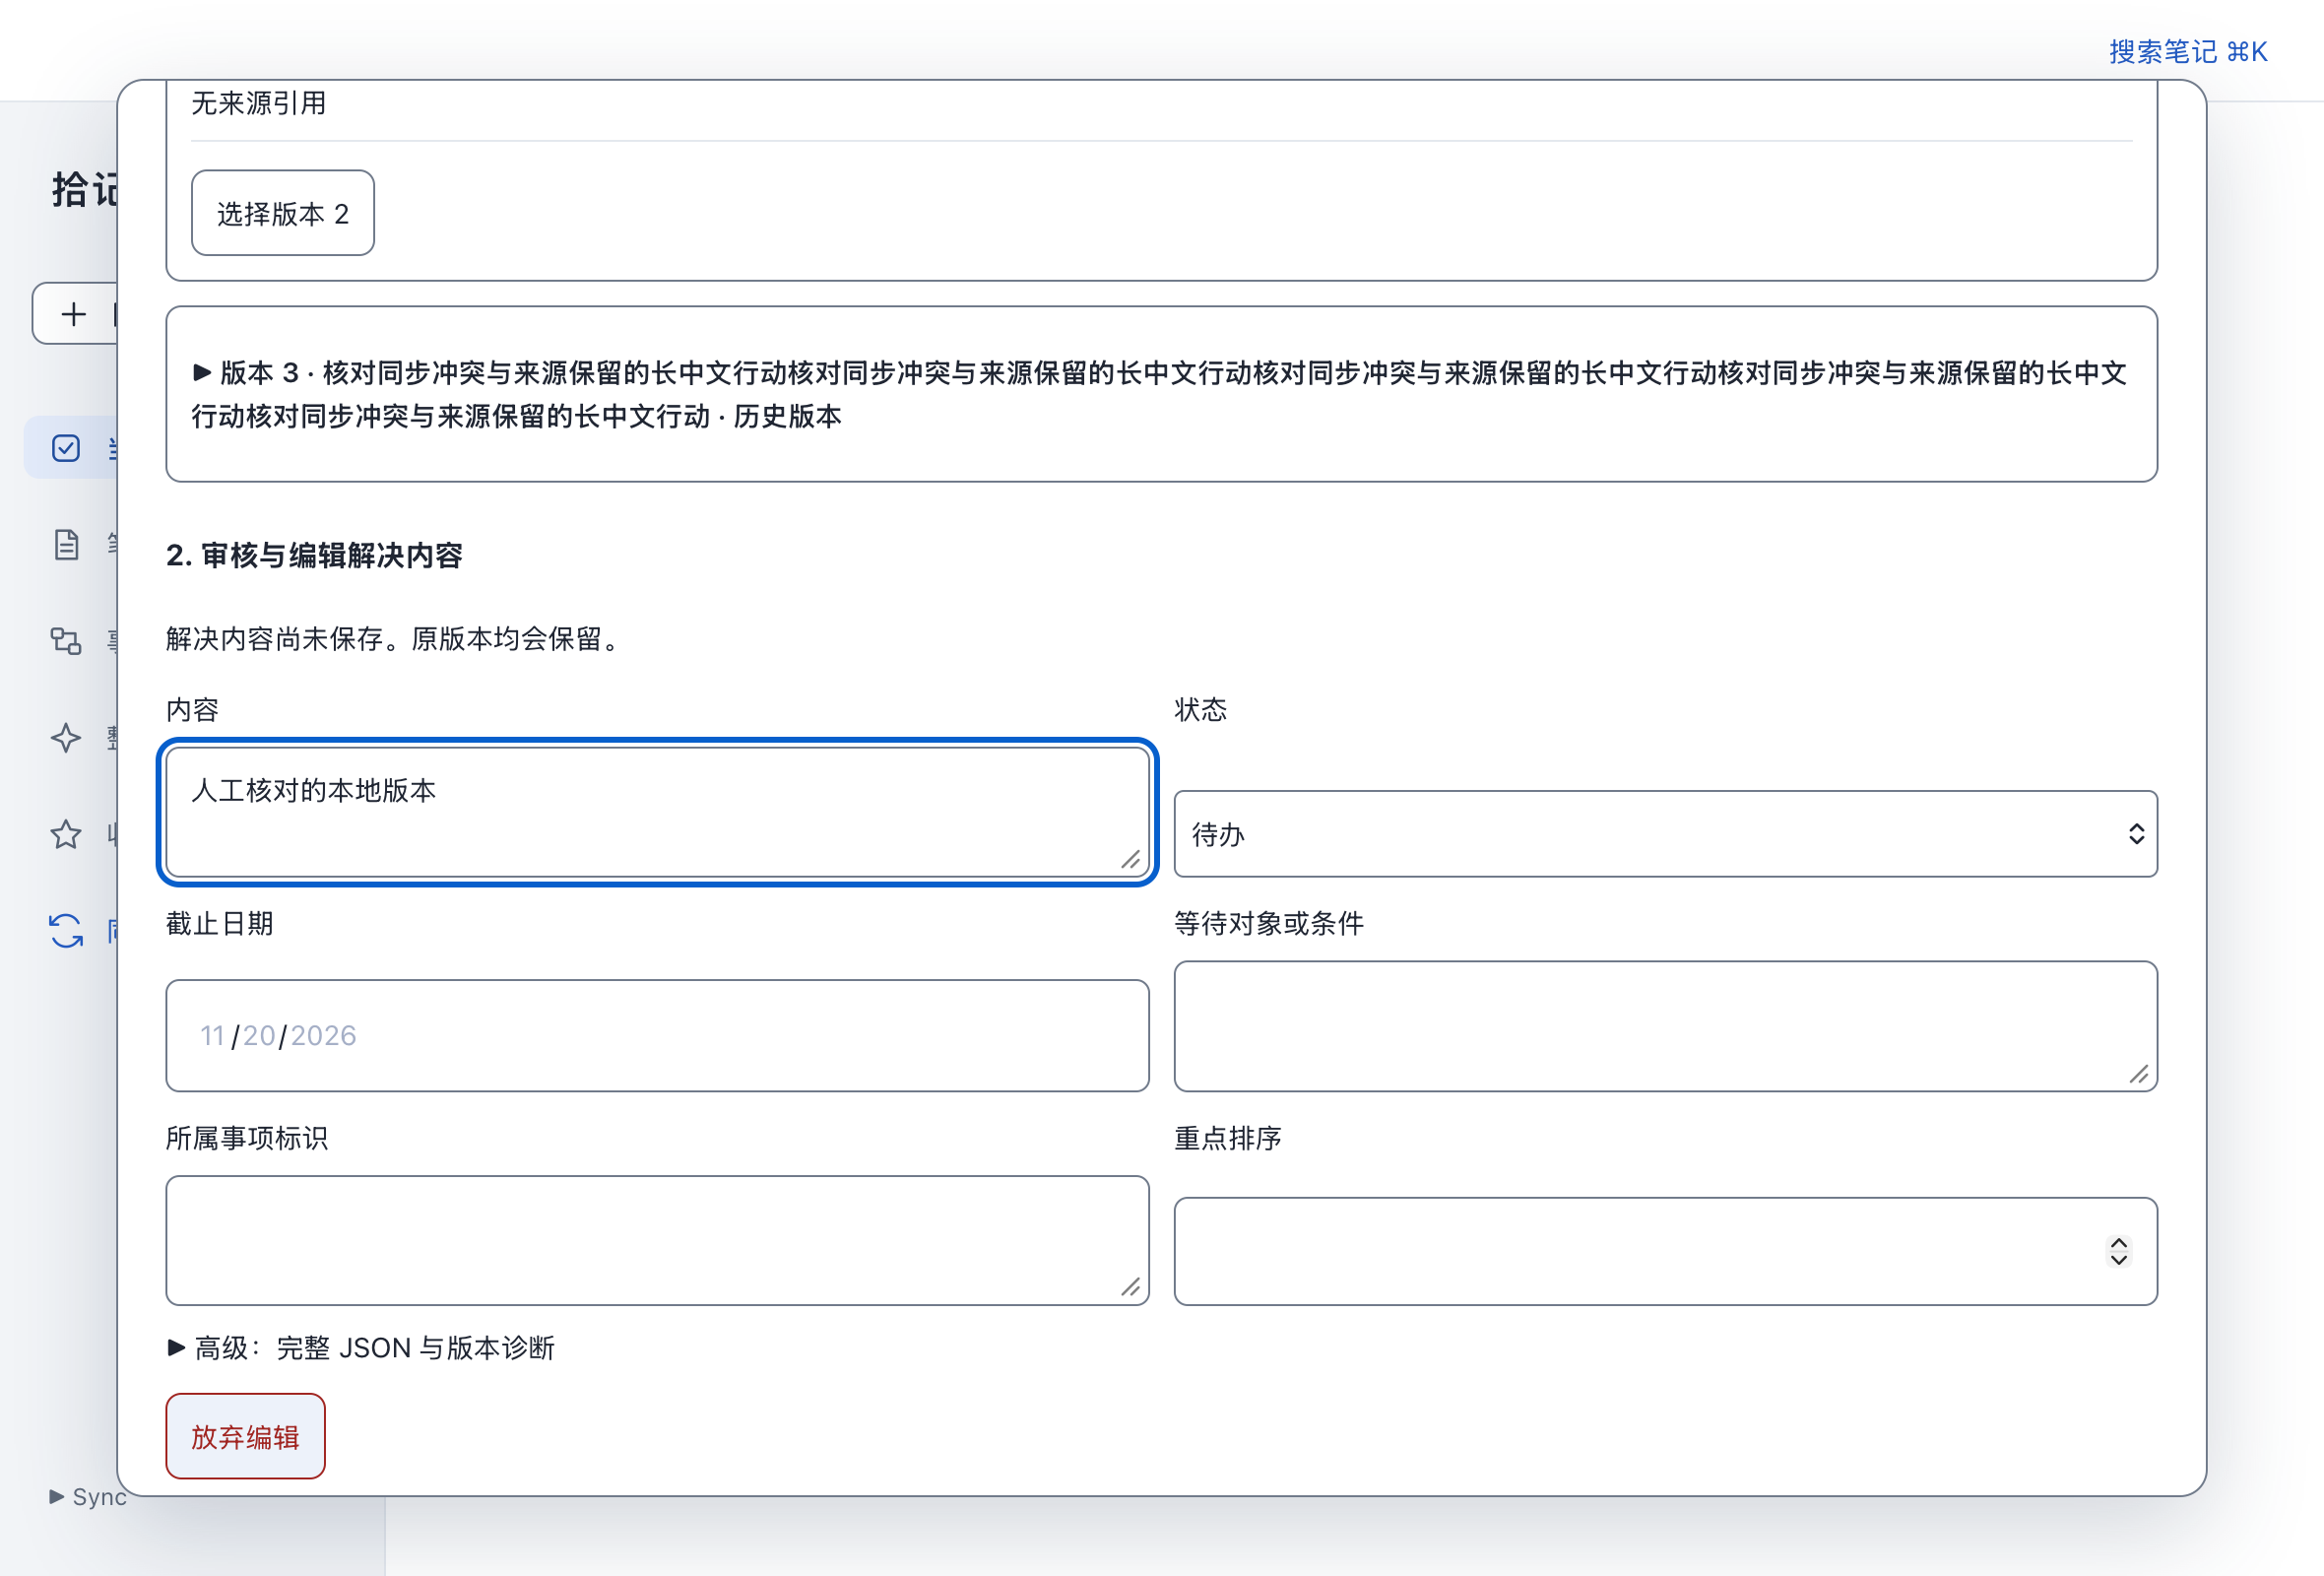 搜索笔记 ⌘K
拾记
无来源引用
选择版本 2
版本 3 · 核对同步冲突与来源保留的长中文行动核对同步冲突与来源保留的长中文行动核对同步冲突与来源保留的长中文行动核对同步冲突与来源保留的长中文
行动核对同步冲突与来源保留的长中文行动 · 历史版本
2. 审核与编辑解决内容
解决内容尚未保存。原版本均会保留。
内容
状态
人工核对的本地版本
待办
截止日期
等待对象或条件
11/20/2026
所属事项标识
重点排序
高级：完整 JSON 与版本诊断
放弃编辑
Sync